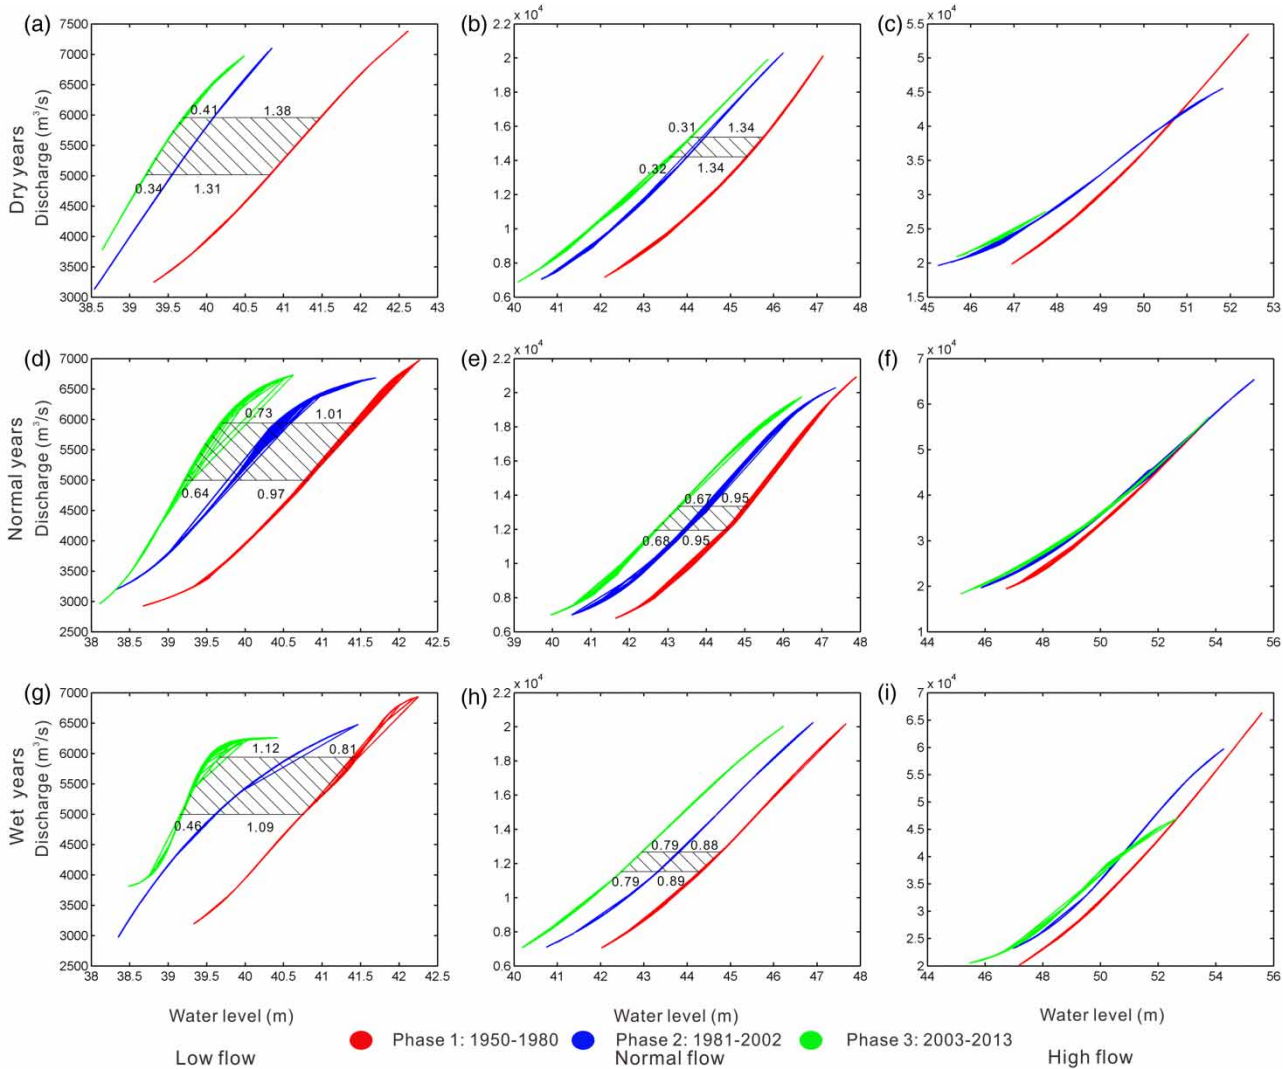 (a)
7500
7000
6500
6000
5500
5000
4500
4000
3500
3000
38.5 39 39.5 40 40.5 41 41.5 42 42.5 43
0.41 1.38
0.34 1.31
Dry years
Discharge (m³/s)
(b)
x 10⁴
2.2
2
1.8
1.6
1.4
1.2
1
0.8
0.6
40 41 42 43 44 45 46 47 48
0.31 1.34
0.32 1.34
(c)
x 10⁴
5.5
5
4.5
4
3.5
3
2.5
2
1.5
45 46 47 48 49 50 51 52 53
(d)
7000
6500
6000
5500
5000
4500
4000
3500
3000
2500
38 38.5 39 39.5 40 40.5 41 41.5 42 42.5
0.73 1.01
0.64 0.97
Normal years
Discharge (m³/s)
(e)
x 10⁴
2.2
2
1.8
1.6
1.4
1.2
1
0.8
0.6
39 40 41 42 43 44 45 46 47 48
0.67 0.95
0.68 0.95
(f)
x 10⁴
7
6
5
4
3
2
1
44 46 48 50 52 54 56
(g)
7000
6500
6000
5500
5000
4500
4000
3500
3000
2500
38 38.5 39 39.5 40 40.5 41 41.5 42 42.5
1.12 0.81
0.46 1.09
Wet years
Discharge (m³/s)
(h)
x 10⁴
2.2
2
1.8
1.6
1.4
1.2
1
0.8
0.6
40 41 42 43 44 45 46 47 48
0.79 0.88
0.79 0.89
(i)
x 10⁴
7
6.5
6
5.5
5
4.5
4
3.5
3
2.5
2
44 46 48 50 52 54 56
Water level (m) Water level (m) Water level (m)
Phase 1: 1950-1980 Phase 2: 1981-2002 Phase 3: 2003-2013
Low flow Normal flow High flow